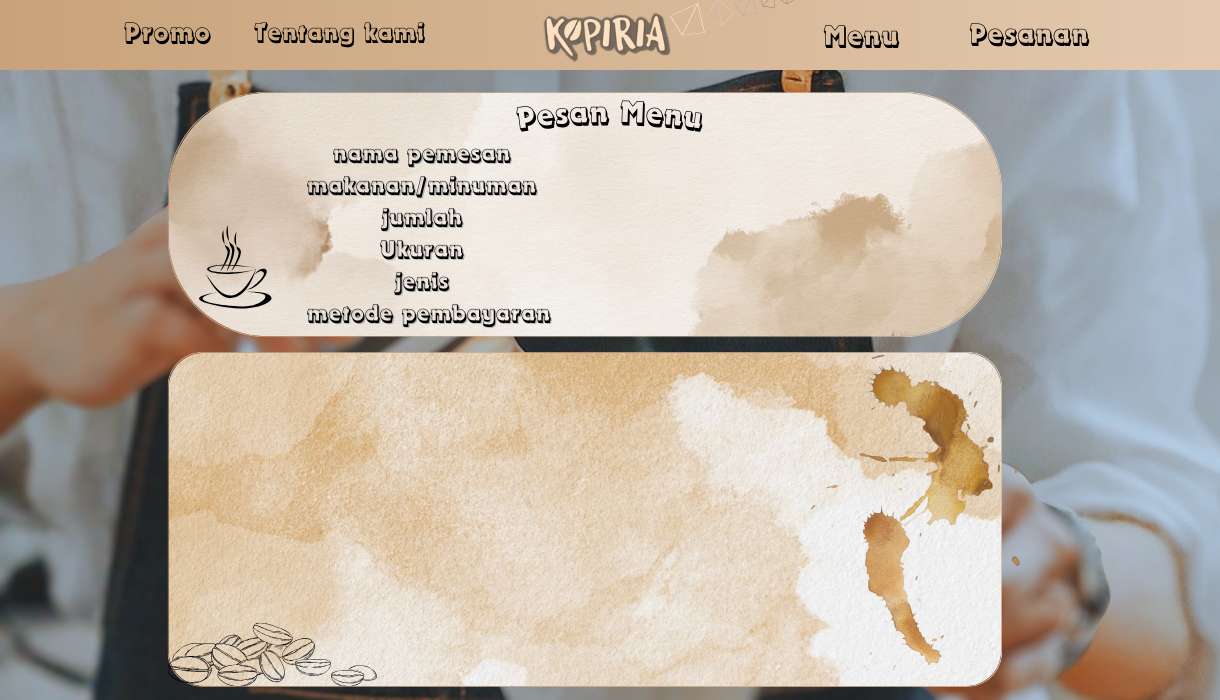 Promo Tentang kami KOPIRIA Menu Pesanan
Pesan Menu
nama pemesan
makanan/minuman
jumlah
Ukuran
jenis
metode pembayaran